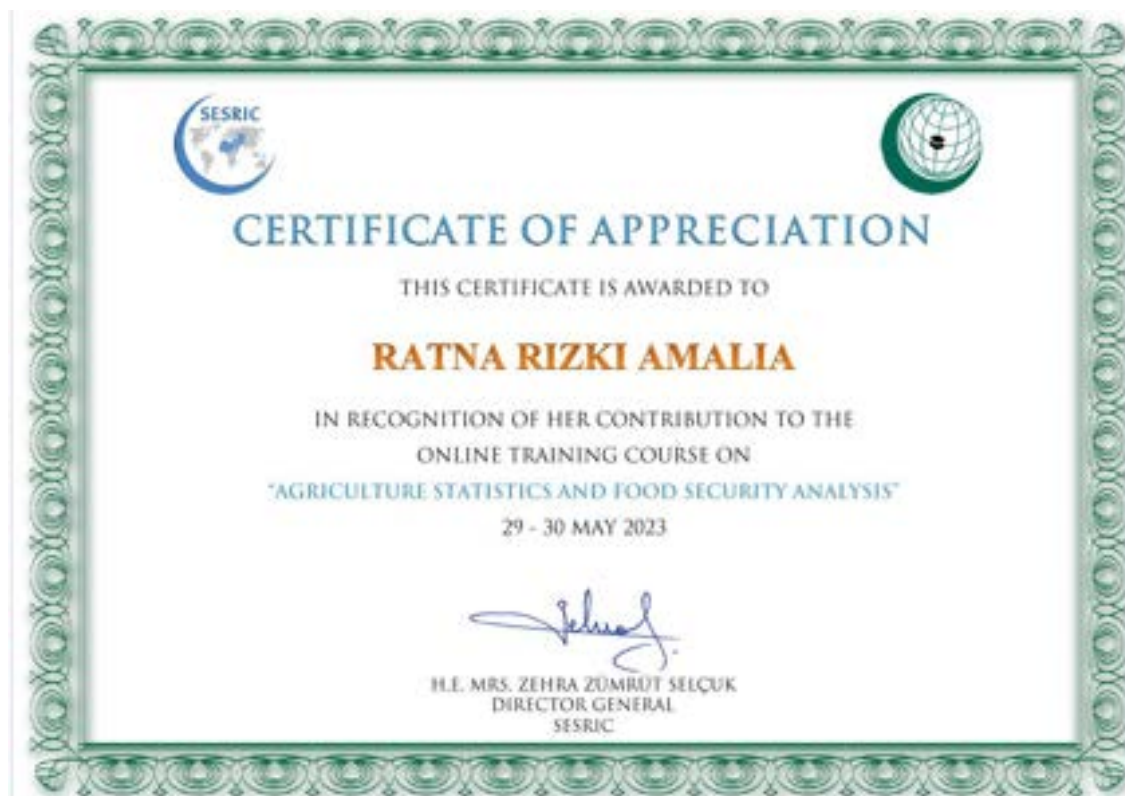 SESRIC
CERTIFICATE OF APPRECIATION
THIS CERTIFICATE IS AWARDED TO
RATNA RIZKI AMALIA
IN RECOGNITION OF HER CONTRIBUTION TO THE
ONLINE TRAINING COURSE ON
"AGRICULTURE STATISTICS AND FOOD SECURITY ANALYSIS"
29 - 30 MAY 2023
H.E. MRS. ZEHRA ZÜMRÜT SELÇUK
DIRECTOR GENERAL
SESRIC